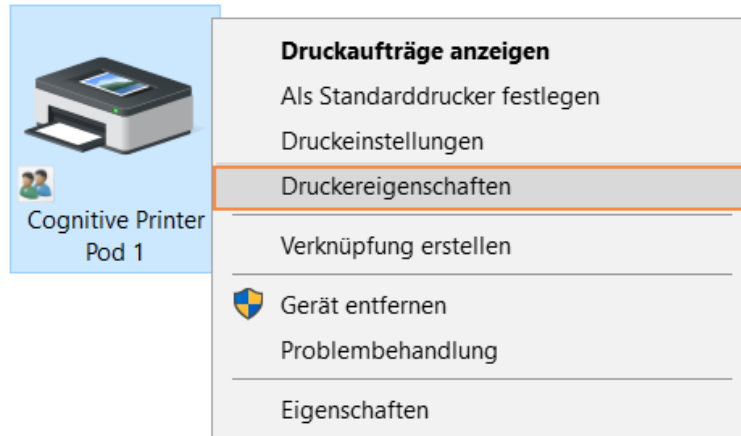 Cognitive Printer
Pod 1
Druckaufträge anzeigen
Als Standarddrucker festlegen
Druckeinstellungen
Druckereigenschaften
Verknüpfung erstellen
Gerät entfernen
Problembehandlung
Eigenschaften